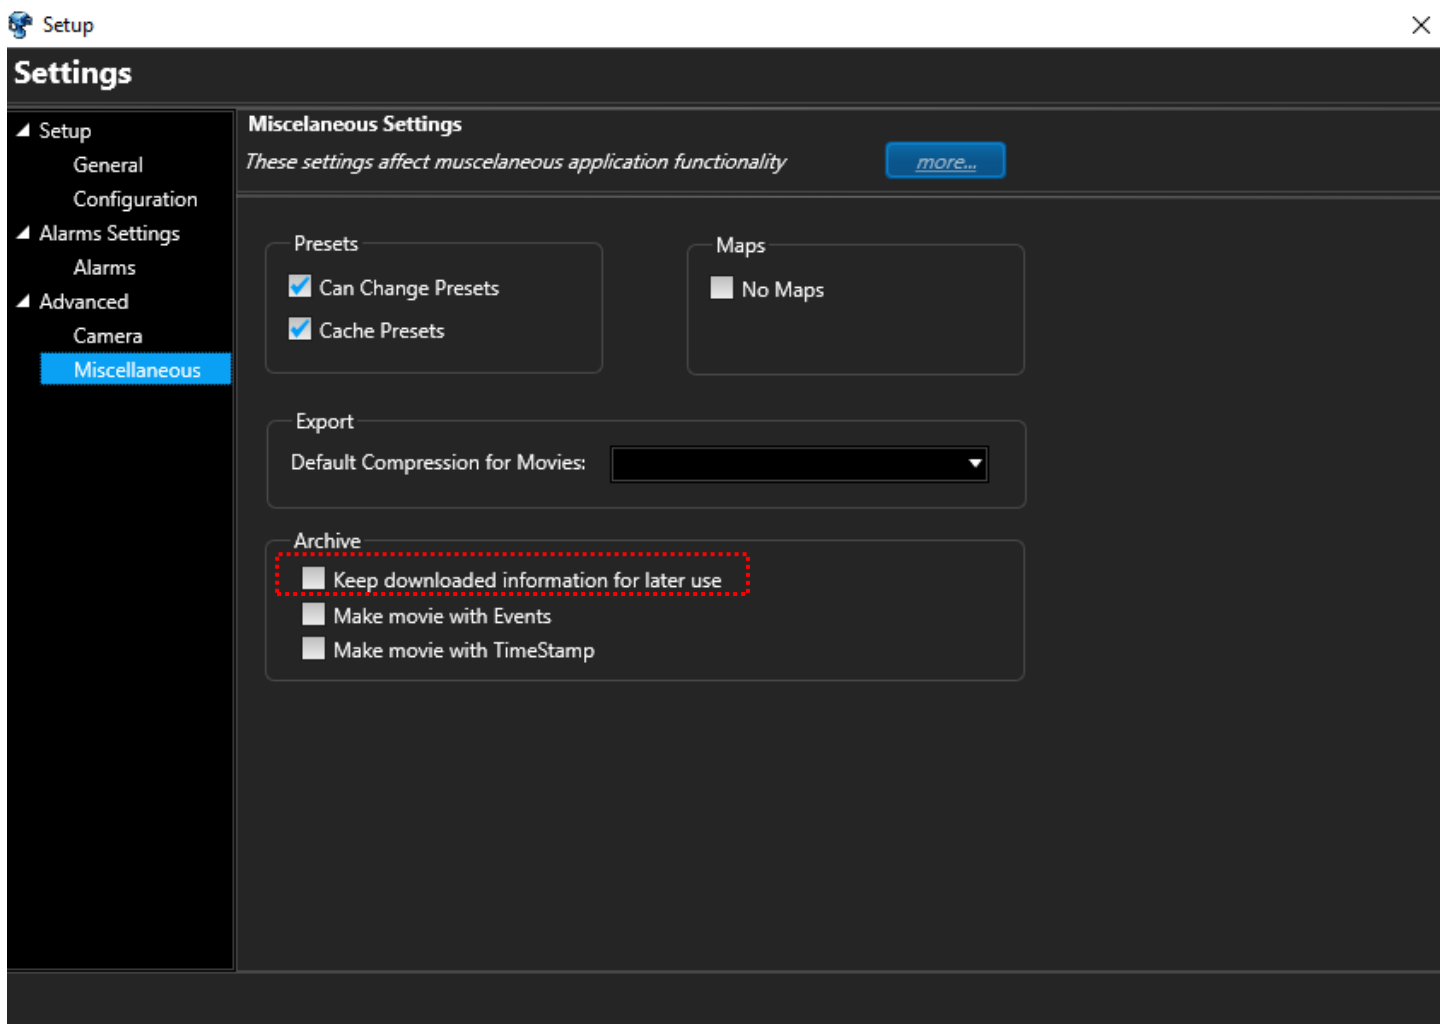 Setup
Settings
Setup
General
Configuration
Alarms Settings
Alarms
Advanced
Camera
Miscellaneous
Miscelaneous Settings
These settings affect muscelaneous application functionality
more...
Presets
Can Change Presets
Cache Presets
Maps
No Maps
Export
Default Compression for Movies:
Archive
Keep downloaded information for later use
Make movie with Events
Make movie with TimeStamp